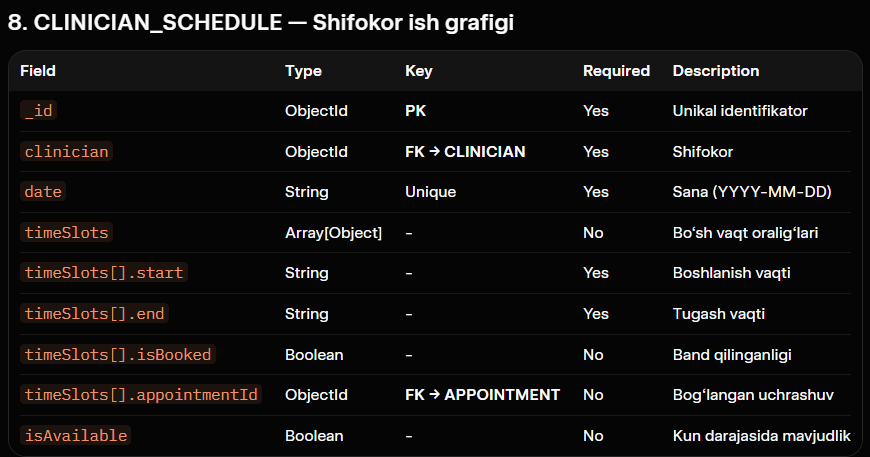 8. CLINICIAN_SCHEDULE — Shifokor ish grafigi
Field Type Key Required Description
_id ObjectId PK Yes Unikal identifikator
clinician ObjectId FK → CLINICIAN Yes Shifokor
date String Unique Yes Sana (YYYY-MM-DD)
timeSlots Array[Object] - No Bo‘sh vaqt oralig‘lari
timeSlots[].start String - Yes Boshlanish vaqti
timeSlots[].end String - Yes Tugash vaqti
timeSlots[].isBooked Boolean - No Band qilinganligi
timeSlots[].appointmentId ObjectId FK → APPOINTMENT No Bog‘langan uchrashuv
isAvailable Boolean - No Kun darajasida mavjudlik